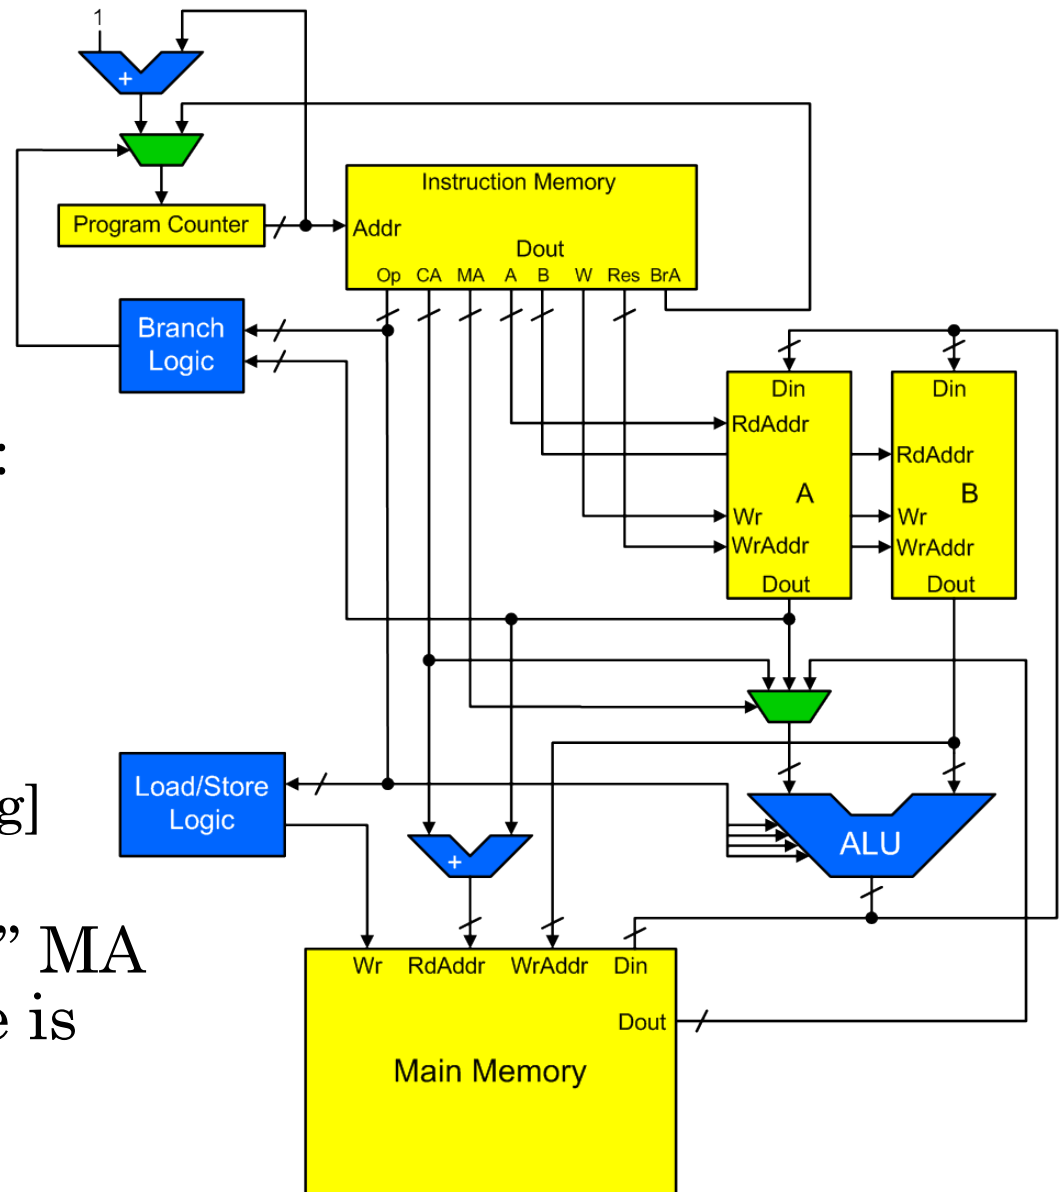 1
+
Instruction Memory
Program Counter
Addr
Dout
Op CA MA A B W Res BrA
Branch
Logic
Din
Din
RdAddr
:
RdAddr
A
B
Wr
Wr
WrAddr
WrAddr
Dout
Dout
Load/Store
Logic
g]
ALU
+
” MA
Wr RdAddr WrAddr Din
e is
Dout
Main Memory